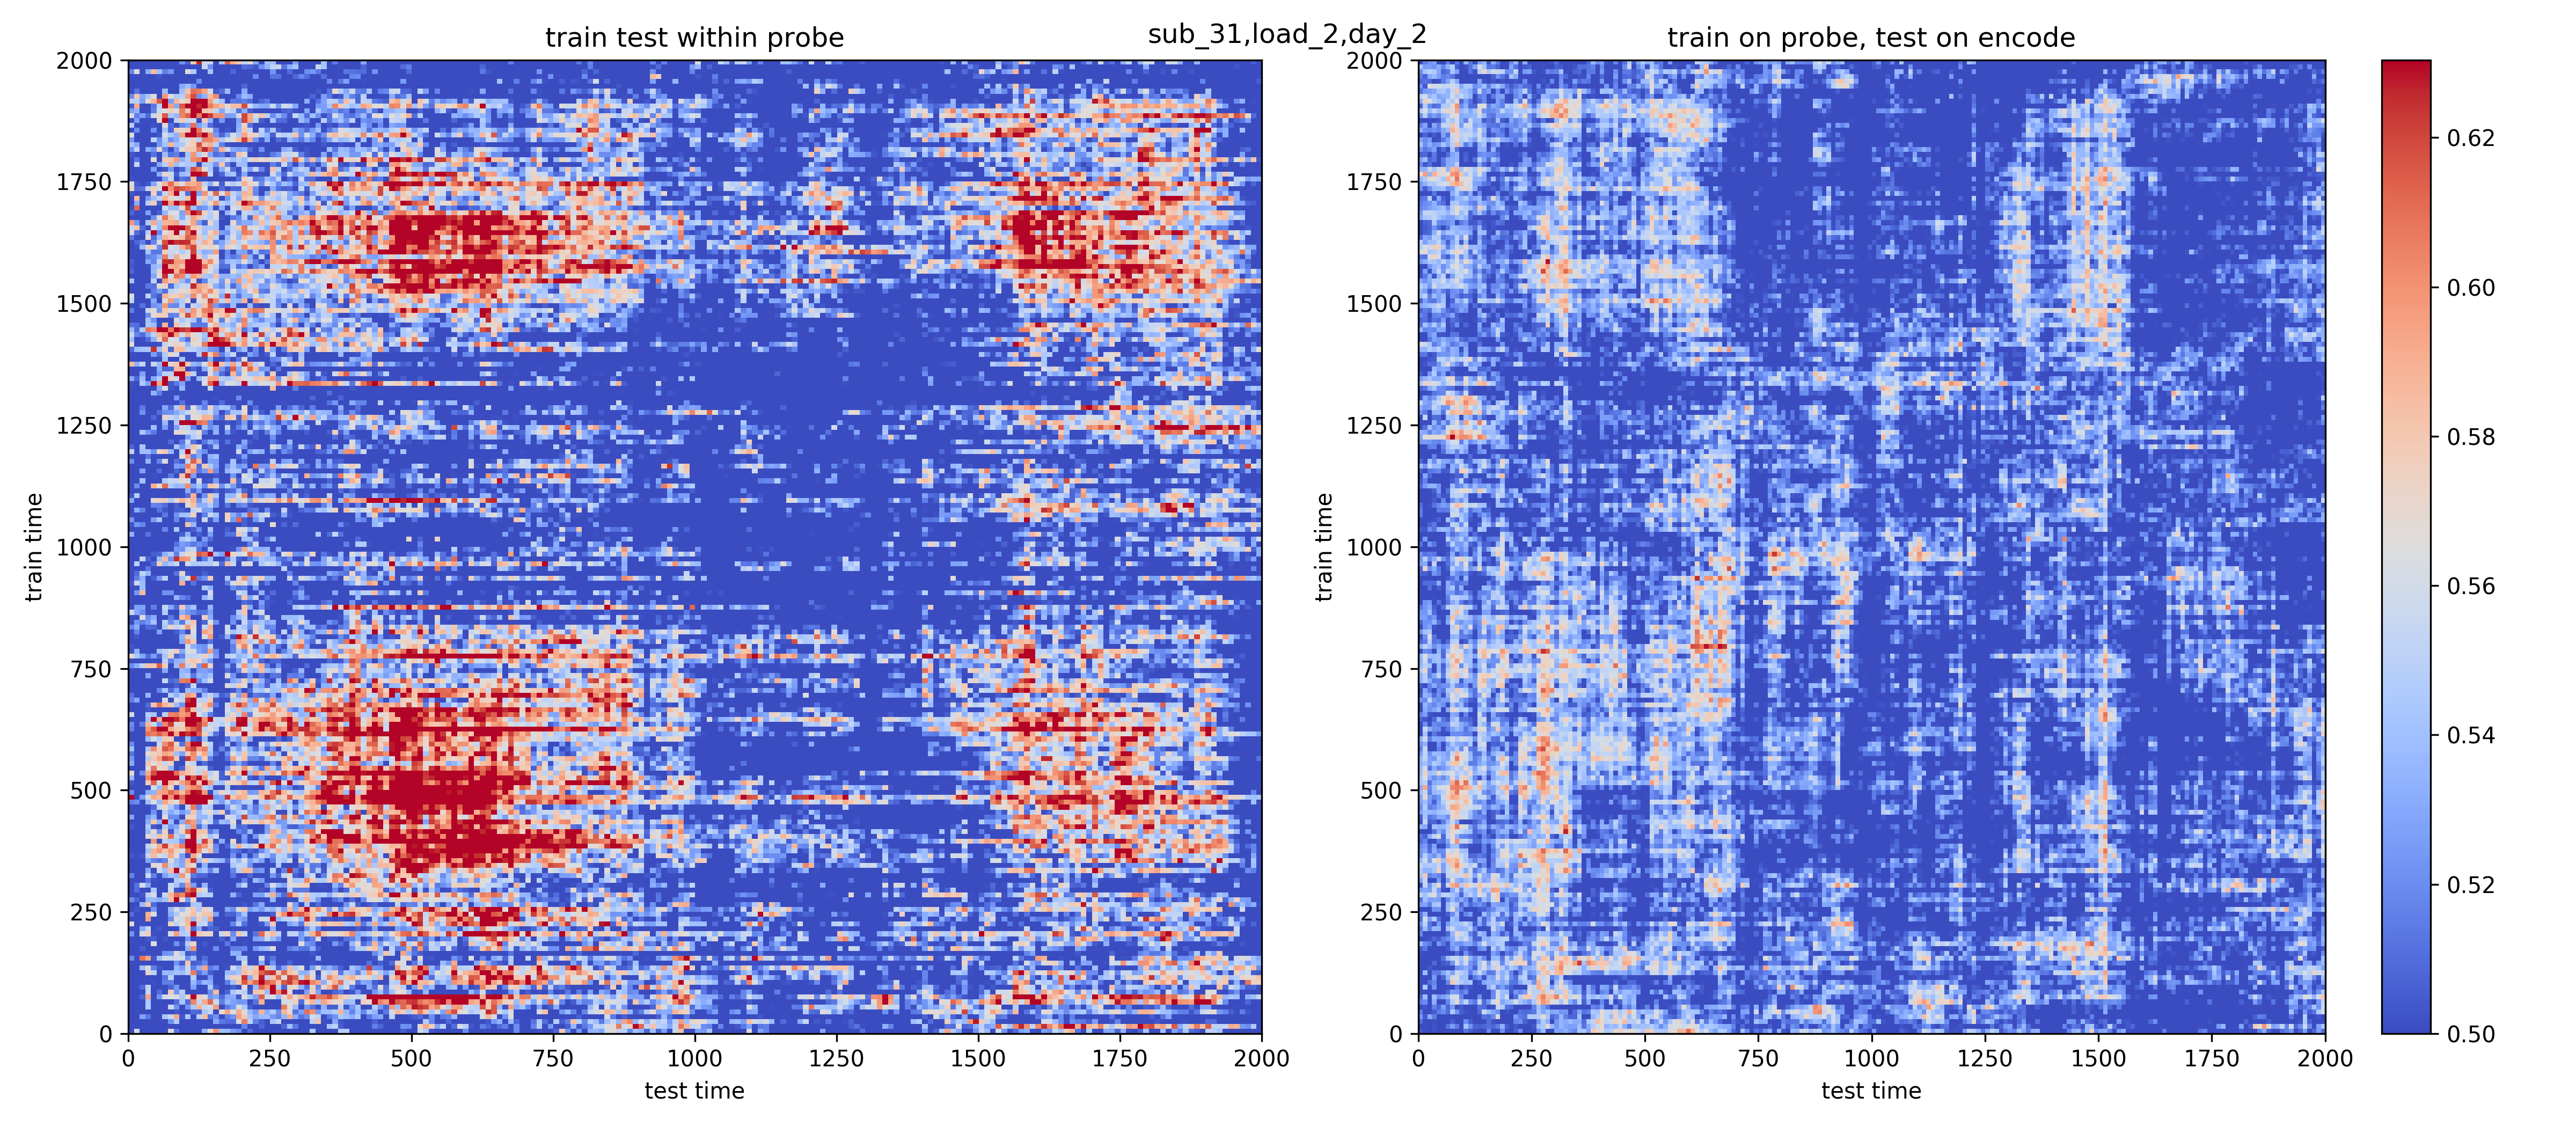 sub_31,load_2,day_2
train test within probe
train on probe, test on encode
2000
1750
1500
1250
1000
750
500
250
0
train time
0 250 500 750 1000 1250 1500 1750 2000
test time
2000
1750
1500
1250
1000
750
500
250
0
train time
0 250 500 750 1000 1250 1500 1750 2000
test time
0.62
0.60
0.58
0.56
0.54
0.52
0.50